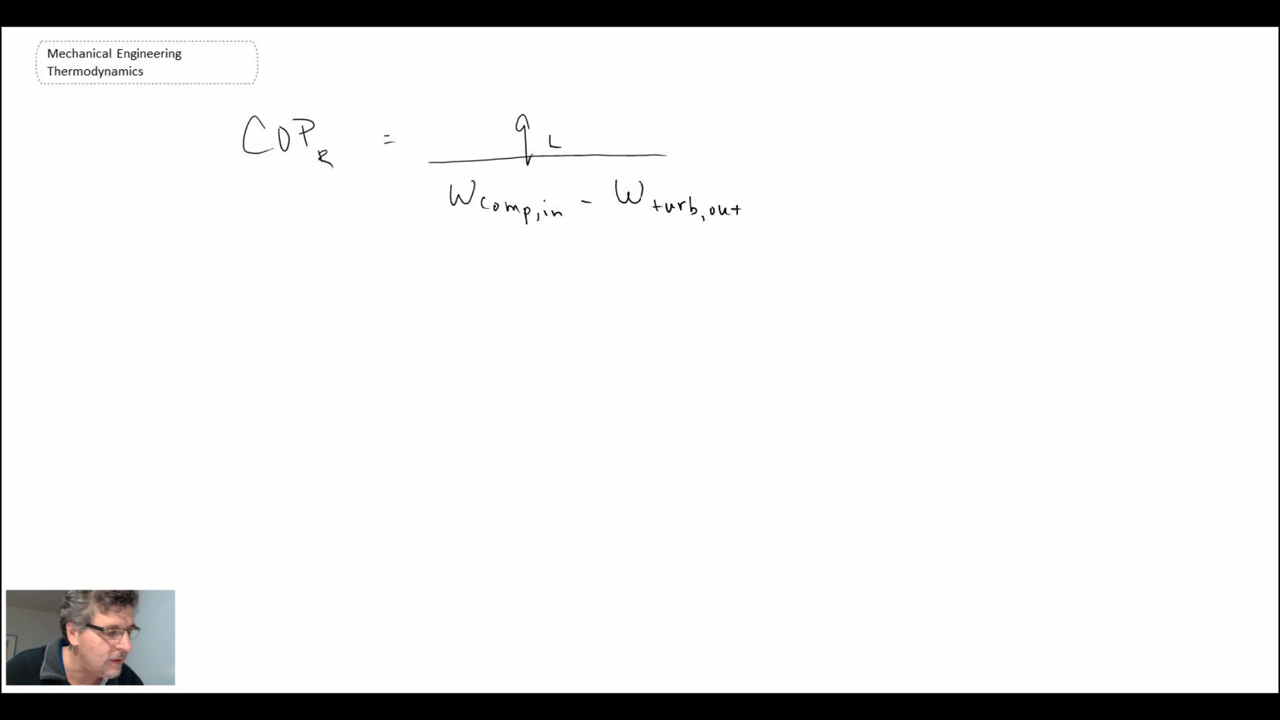 Mechanical Engineering
Thermodynamics
COP_R = q_L
w_comp,in - w_turb,out